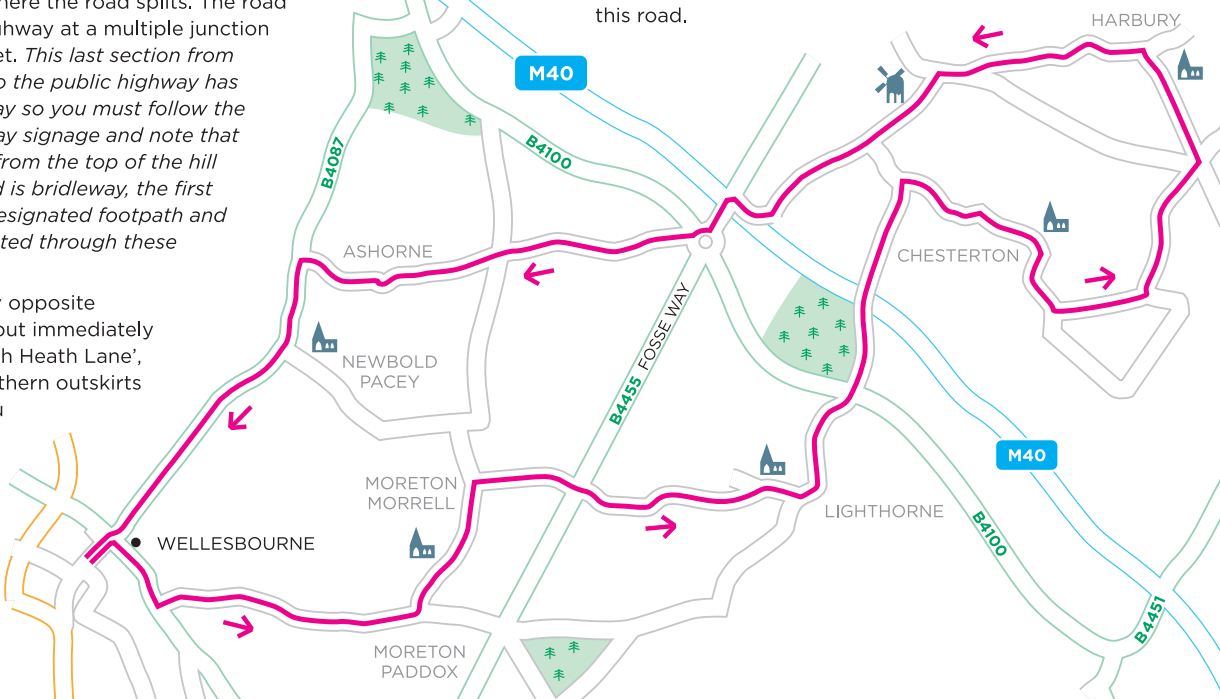 here the road splits. The road
ghway at a multiple junction
et. This last section from
o the public highway has
ay so you must follow the
ay signage and note that
from the top of the hill
d is bridleway, the first
esignated footpath and
ted through these
opposite
out immediately
h Heath Lane’,
thern outskirts
u
this road.
HARBURY
M40
B4087
B4100
ASHORNE
CHESTERTON
NEWBOLD
PACEY
B4455 FOSSE WAY
M40
MORETON
MORRELL
LIGHTHORNE
B4100
WELLESBOURNE
B4451
MORETON
PADDOX